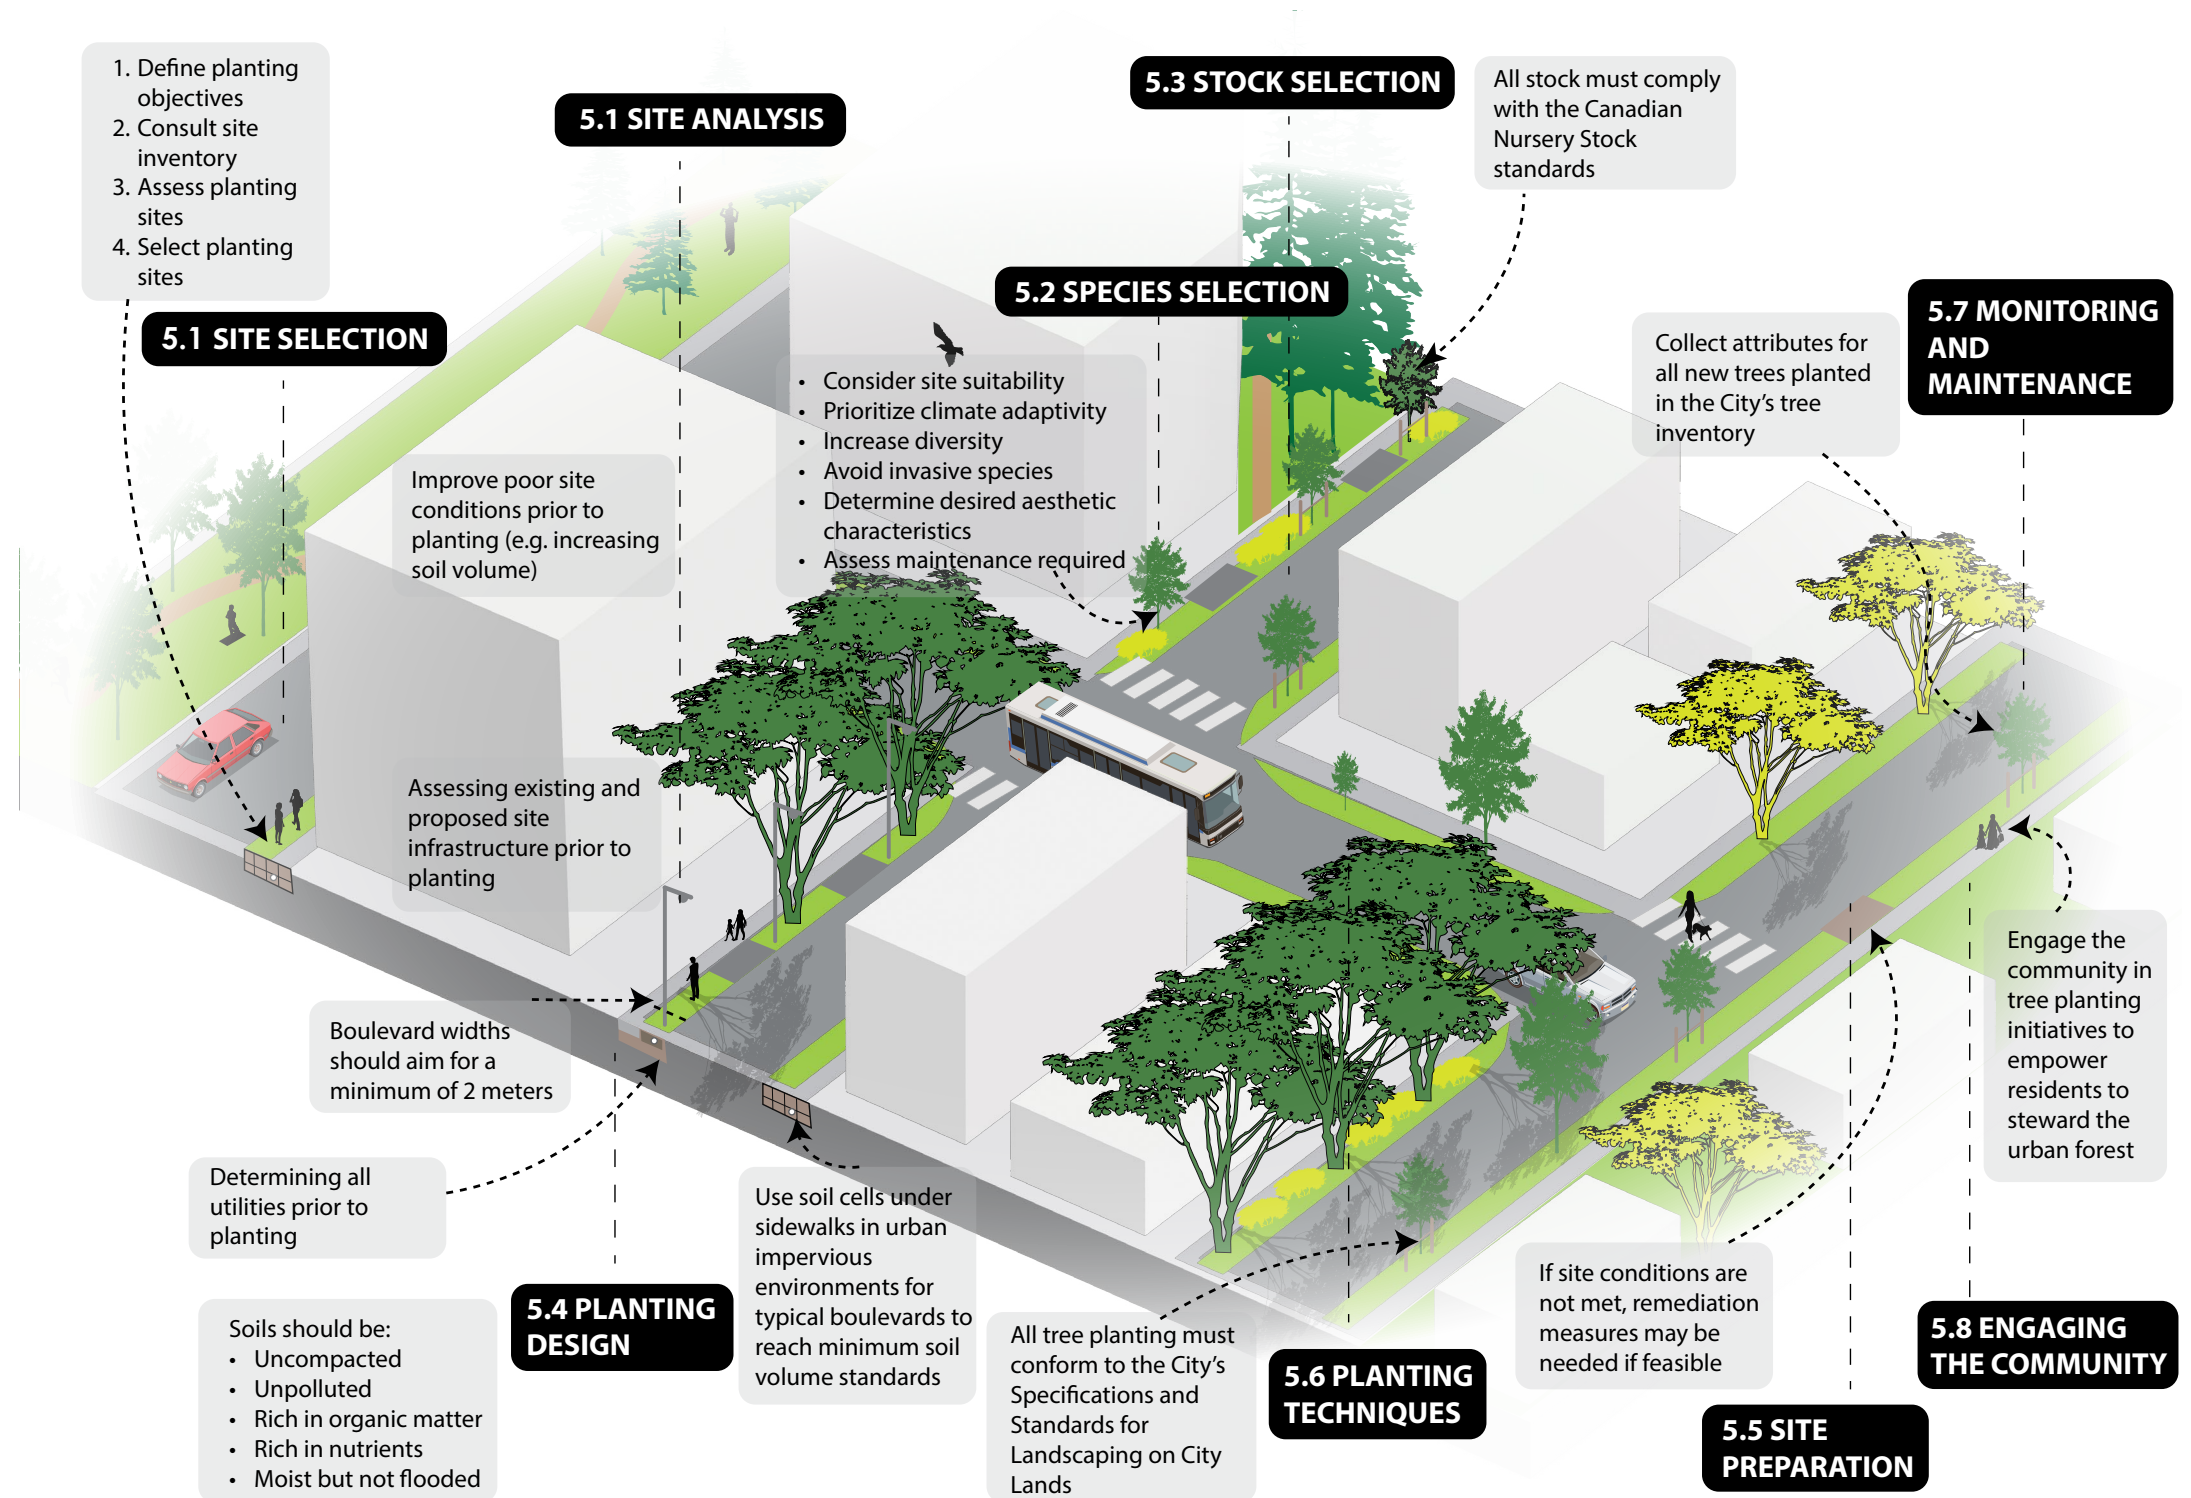 1. Define planting
objectives
2. Consult site
inventory
3. Assess planting
sites
4. Select planting
sites
5.1 SITE SELECTION
5.1 SITE ANALYSIS
Improve poor site
conditions prior to
planting (e.g. increasing
soil volume)
Assessing existing and
proposed site
infrastructure prior to
planting
5.3 STOCK SELECTION
All stock must comply
with the Canadian
Nursery Stock
standards
5.2 SPECIES SELECTION
• Consider site suitability
• Prioritize climate adaptivity
• Increase diversity
• Avoid invasive species
• Determine desired aesthetic
characteristics
• Assess maintenance required
Collect attributes for
all new trees planted
in the City’s tree
inventory
5.7 MONITORING
AND
MAINTENANCE
Boulevard widths
should aim for a
minimum of 2 meters
Determining all
utilities prior to
planting
Soils should be:
• Uncompacted
• Unpolluted
• Rich in organic matter
• Rich in nutrients
• Moist but not flooded
5.4 PLANTING
DESIGN
Use soil cells under
sidewalks in urban
impervious
environments for
typical boulevards to
reach minimum soil
volume standards
All tree planting must
conform to the City’s
Specifications and
Standards for
Landscaping on City
Lands
5.6 PLANTING
TECHNIQUES
If site conditions are
not met, remediation
measures may be
needed if feasible
5.5 SITE
PREPARATION
Engage the
community in
tree planting
initiatives to
empower
residents to
steward the
urban forest
5.8 ENGAGING
THE COMMUNITY